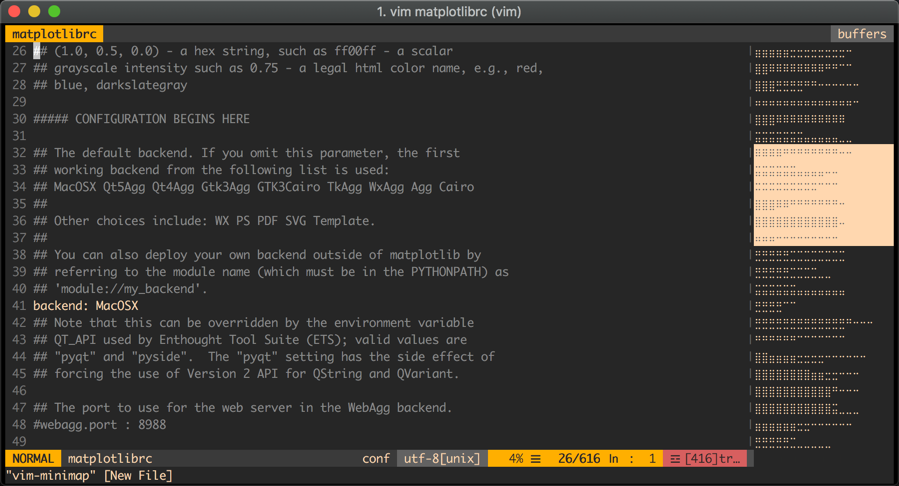 1. vim matplotlibrc (vim)
matplotlibrc buffers
26 ## (1.0, 0.5, 0.0) - a hex string, such as ff00ff - a scalar
27 ## grayscale intensity such as 0.75 - a legal html color name, e.g., red,
28 ## blue, darkslategray
29
30 ##### CONFIGURATION BEGINS HERE
31
32 ## The default backend. If you omit this parameter, the first
33 ## working backend from the following list is used:
34 ## MacOSX Qt5Agg Qt4Agg Gtk3Agg GTK3Cairo TkAgg WxAgg Agg Cairo
35 ##
36 ## Other choices include: WX PS PDF SVG Template.
37 ##
38 ## You can also deploy your own backend outside of matplotlib by
39 ## referring to the module name (which must be in the PYTHONPATH) as
40 ## 'module://my_backend'.
41 backend: MacOSX
42 ## Note that this can be overridden by the environment variable
43 ## QT_API used by Enthought Tool Suite (ETS); valid values are
44 ## "pyqt" and "pyside".  The "pyqt" setting has the side effect of
45 ## forcing the use of Version 2 API for QString and QVariant.
46
47 ## The port to use for the web server in the WebAgg backend.
48 #webagg.port : 8988
49
NORMAL matplotlibrc conf utf-8[unix] 4% ☰ 26/616 ln : 1 ☲ [416]tr…
"vim-minimap" [New File]